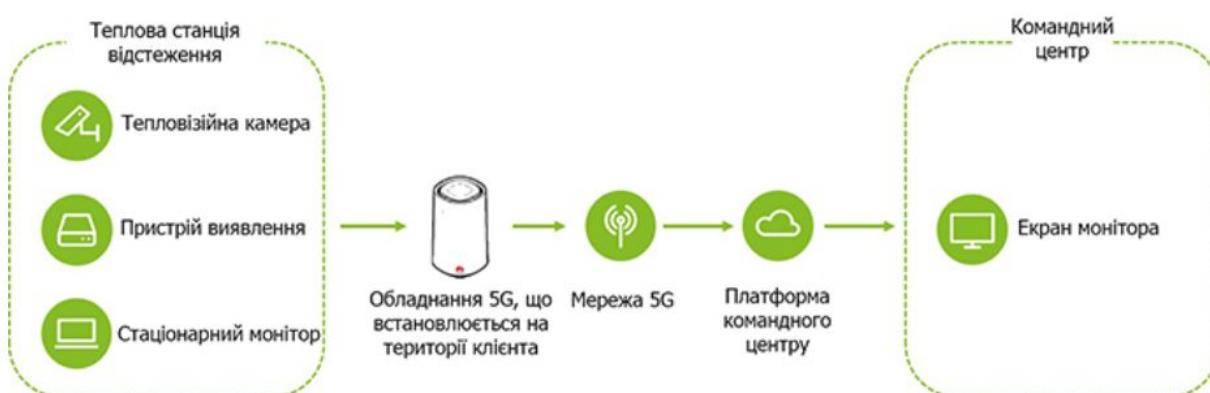 Теплова станція
відстеження
Тепловізійна камера
Пристрій виявлення
Стаціонарний монітор
Обладнання 5G, що
встановлюється на
території клієнта
Мережа 5G
Платформа
командного
центру
Командний
центр
Екран монітора